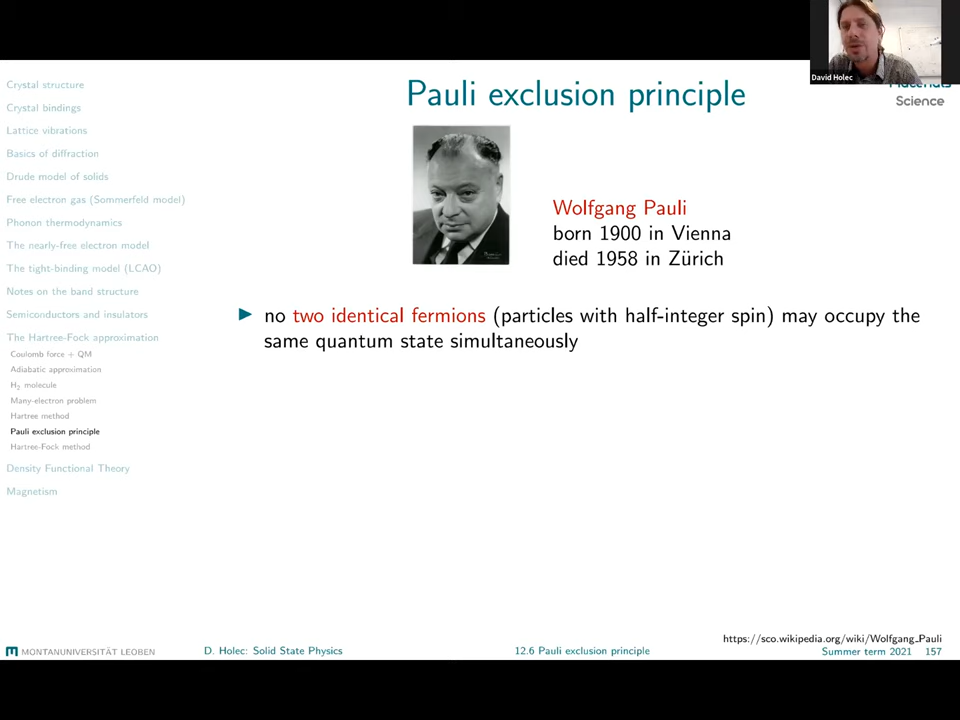 David Holec
Materials
Science
Pauli exclusion principle
Crystal structure
Crystal bindings
Lattice vibrations
Basics of diffraction
Drude model of solids
Free electron gas (Sommerfeld model)
Phonon thermodynamics
The nearly-free electron model
The tight-binding model (LCAO)
Notes on the band structure
Semiconductors and insulators
The Hartree-Fock approximation
Coulomb force + QM
Adiabatic approximation
H₂ molecule
Many-electron problem
Hartree method
Pauli exclusion principle
Hartree-Fock method
Density Functional Theory
Magnetism
Wolfgang Pauli
born 1900 in Vienna
died 1958 in Zürich
no two identical fermions (particles with half-integer spin) may occupy the
same quantum state simultaneously
https://sco.wikipedia.org/wiki/Wolfgang_Pauli
MONTANUNIVERSITÄT LEOBEN
D. Holec: Solid State Physics
12.6 Pauli exclusion principle
Summer term 2021 157